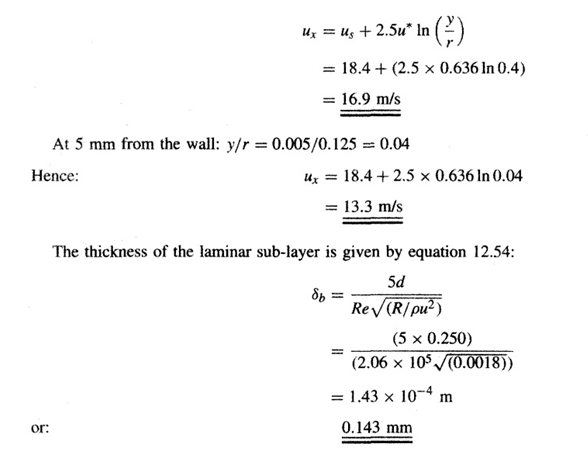 u_x = u_s + 2.5u* ln (y/r)
= 18.4 + (2.5 × 0.636 ln 0.4)
= 16.9 m/s
At 5 mm from the wall: y/r = 0.005/0.125 = 0.04
Hence: u_x = 18.4 + 2.5 × 0.636 ln 0.04
= 13.3 m/s
The thickness of the laminar sub-layer is given by equation 12.54:
δ_b = 5d / Re√(R/ρu²)
= (5 × 0.250) / (2.06 × 10⁵√(0.0018))
= 1.43 × 10⁻⁴ m
or: 0.143 mm